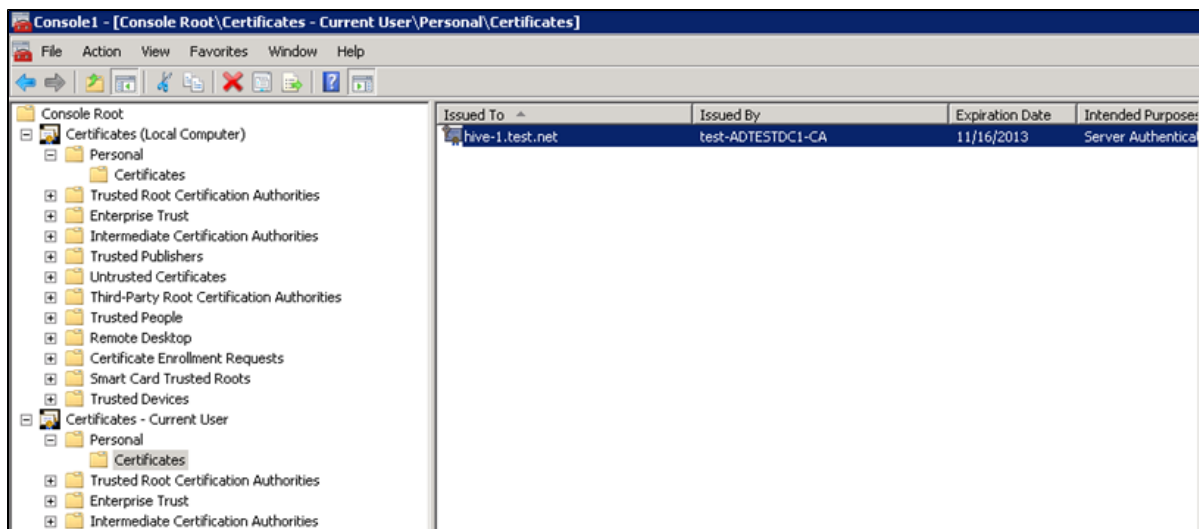 Console1 - [Console Root\Certificates - Current User\Personal\Certificates]
File Action View Favorites Window Help
Console Root
Certificates (Local Computer)
Personal
Certificates
Trusted Root Certification Authorities
Enterprise Trust
Intermediate Certification Authorities
Trusted Publishers
Untrusted Certificates
Third-Party Root Certification Authorities
Trusted People
Remote Desktop
Certificate Enrollment Requests
Smart Card Trusted Roots
Trusted Devices
Certificates - Current User
Personal
Certificates
Trusted Root Certification Authorities
Enterprise Trust
Intermediate Certification Authorities
Issued To Issued By Expiration Date Intended Purposes
hive-1.test.net test-ADTESTDC1-CA 11/16/2013 Server Authentica